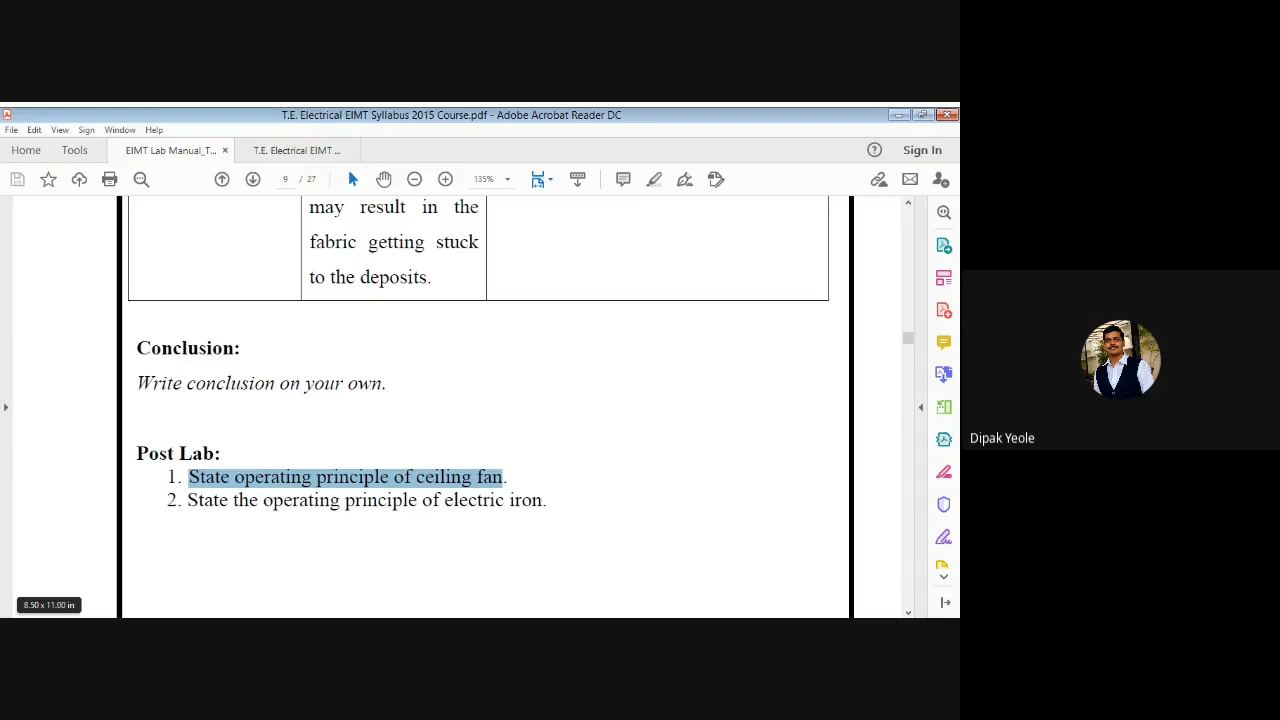 T.E. Electrical EIMT Syllabus 2015 Course.pdf - Adobe Acrobat Reader DC
File Edit View Sign Window Help
Home Tools EIMT Lab Manual_T... × T.E. Electrical EIMT ... Sign In
9 / 27 135%
may result in the
fabric getting stuck
to the deposits.
Conclusion:
Write conclusion on your own.
Post Lab:
1. State operating principle of ceiling fan.
2. State the operating principle of electric iron.
8.50 x 11.00 in
Dipak Yeole